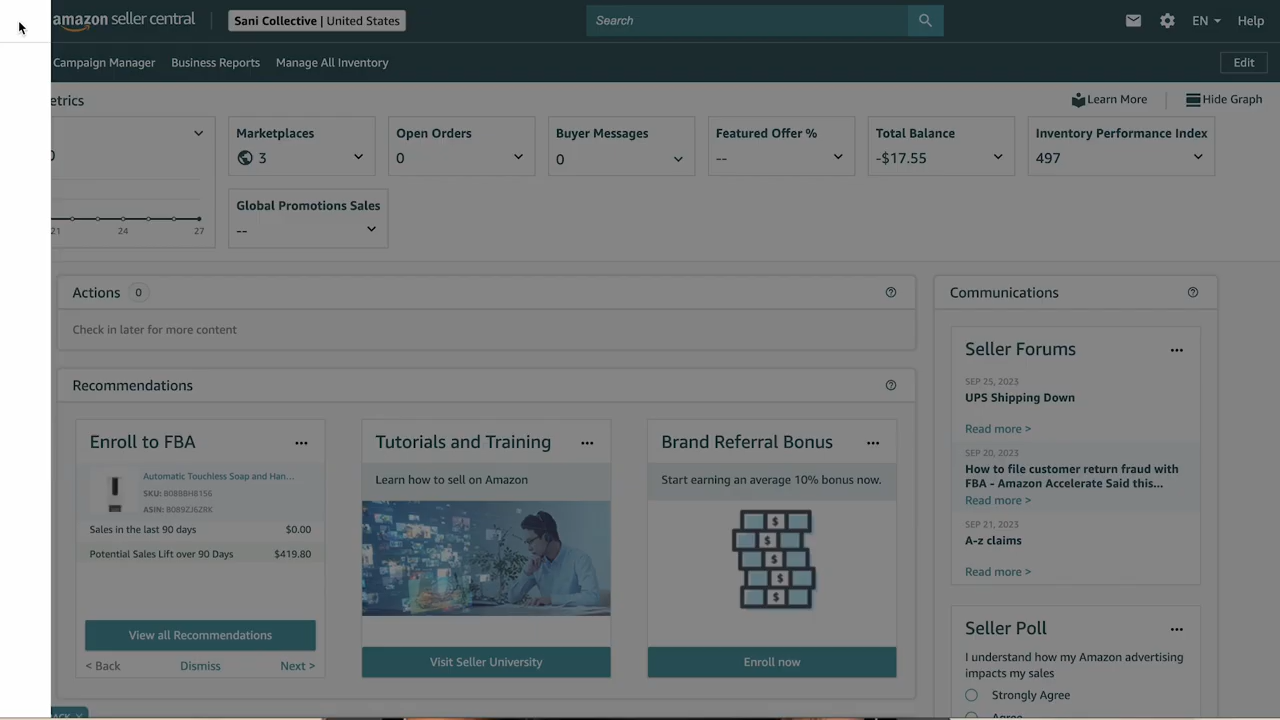 amazon seller central
Sani Collective | United States
Search
EN
Help
Campaign Manager
Business Reports
Manage All Inventory
Edit
etrics
Learn More
Hide Graph
Marketplaces
3
Open Orders
0
Buyer Messages
0
Featured Offer %
--
Total Balance
-$17.55
Inventory Performance Index
497
21
24
27
Global Promotions Sales
--
Actions 0
Check in later for more content
Recommendations
Enroll to FBA
Automatic Touchless Soap and Han...
SKU: 80BBBH8156
ASIN: B0B9ZJ6ZRK
Sales in the last 90 days $0.00
Potential Sales Lift over 90 Days $419.80
View all Recommendations
< Back
Dismiss
Next >
Tutorials and Training
Learn how to sell on Amazon
Visit Seller University
Brand Referral Bonus
Start earning an average 10% bonus now.
Enroll now
Communications
Seller Forums
SEP 25, 2023
UPS Shipping Down
Read more >
SEP 20, 2023
How to file customer return fraud with
FBA - Amazon Accelerate Said this...
Read more >
SEP 21, 2023
A-z claims
Read more >
Seller Poll
I understand how my Amazon advertising
impacts my sales
Strongly Agree
Agree